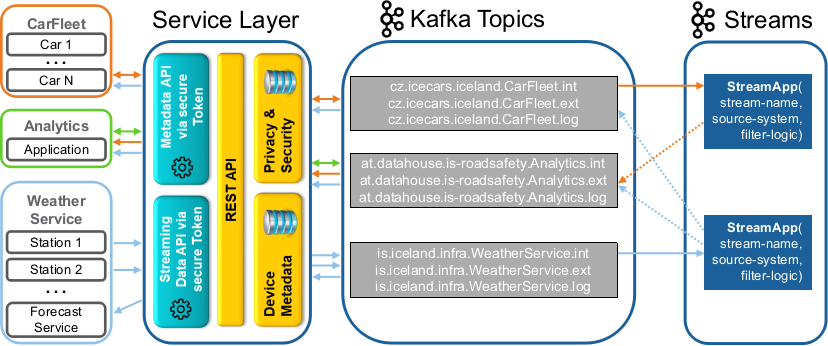 CarFleet
Car 1
...
Car N
Analytics
Application
Weather
Service
Station 1
Station 2
...
Forecast
Service
Service Layer
Metadata API
via secure
Token
Streaming
Data API via
secure Token
REST API
Privacy &
Security
Device
Metadata
Kafka Topics
cz.icecars.iceland.CarFleet.int
cz.icecars.iceland.CarFleet.ext
cz.icecars.iceland.CarFleet.log
at.datahouse.is-roadsafety.Analytics.int
at.datahouse.is-roadsafety.Analytics.ext
at.datahouse.is-roadsafety.Analytics.log
is.iceland.infra.WeatherService.int
is.iceland.infra.WeatherService.ext
is.iceland.infra.WeatherService.log
Streams
StreamApp(
stream-name,
source-system,
filter-logic)
StreamApp(
stream-name,
source-system,
filter-logic)